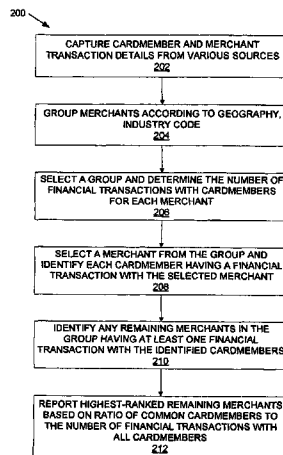 200
CAPTURE CARDMEMBER AND MERCHANT
TRANSACTION DETAILS FROM VARIOUS SOURCES
202
GROUP MERCHANTS ACCORDING TO GEOGRAPHY,
INDUSTRY CODE
204
SELECT A GROUP AND DETERMINE THE NUMBER OF
FINANCIAL TRANSACTIONS WITH CARDMEMBERS
FOR EACH MERCHANT
206
SELECT A MERCHANT FROM THE GROUP AND
IDENTIFY EACH CARDMEMBER HAVING A FINANCIAL
TRANSACTION WITH THE SELECTED MERCHANT
208
IDENTIFY ANY REMAINING MERCHANTS IN THE
GROUP HAVING AT LEAST ONE FINANCIAL
TRANSACTION WITH THE IDENTIFIED CARDMEMBERS
210
REPORT HIGHEST-RANKED REMAINING MERCHANTS
BASED ON RATIO OF COMMON CARDMEMBERS TO
THE NUMBER OF FINANCIAL TRANSACTIONS WITH
ALL CARDMEMBERS
212